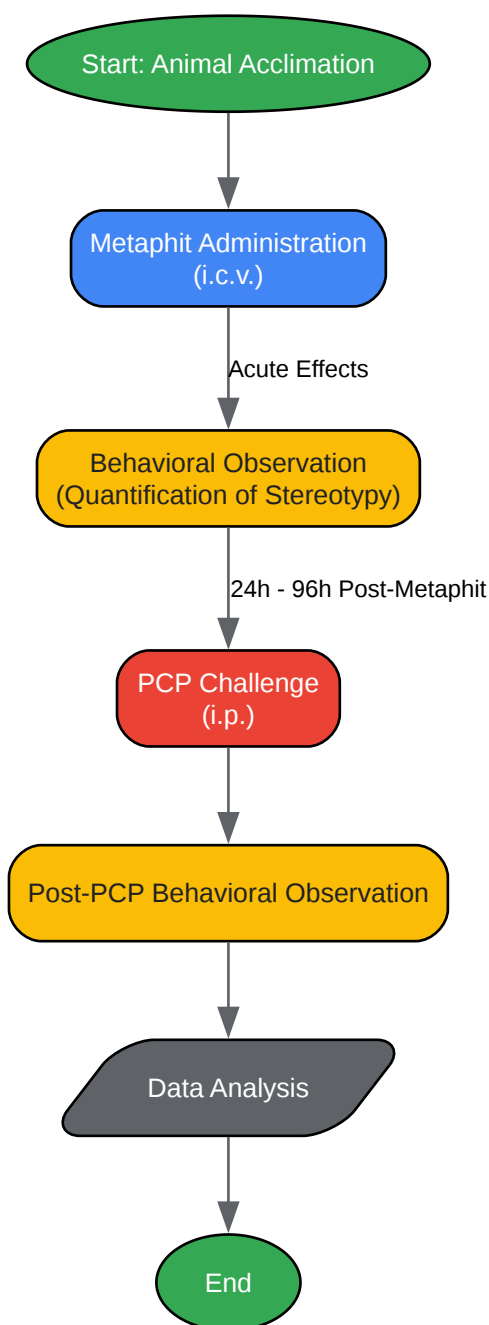 Start: Animal Acclimation
Metaphit Administration
(i.c.v.)
Acute Effects
Behavioral Observation
(Quantification of Stereotypy)
24h - 96h Post-Metaphit
PCP Challenge
(i.p.)
Post-PCP Behavioral Observation
Data Analysis
End